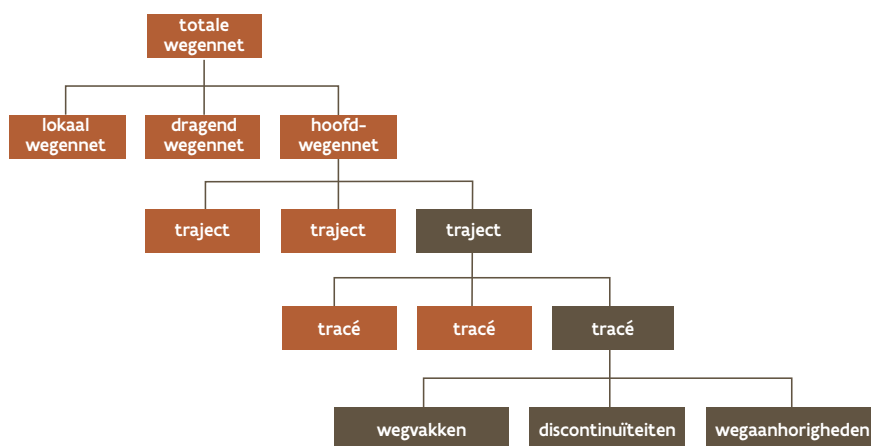 totale
wegennet
lokaal
wegennet
dragend
wegennet
hoofd-
wegennet
traject
traject
traject
tracé
tracé
tracé
wegvakken
discontinuïteiten
wegaanhorigheden